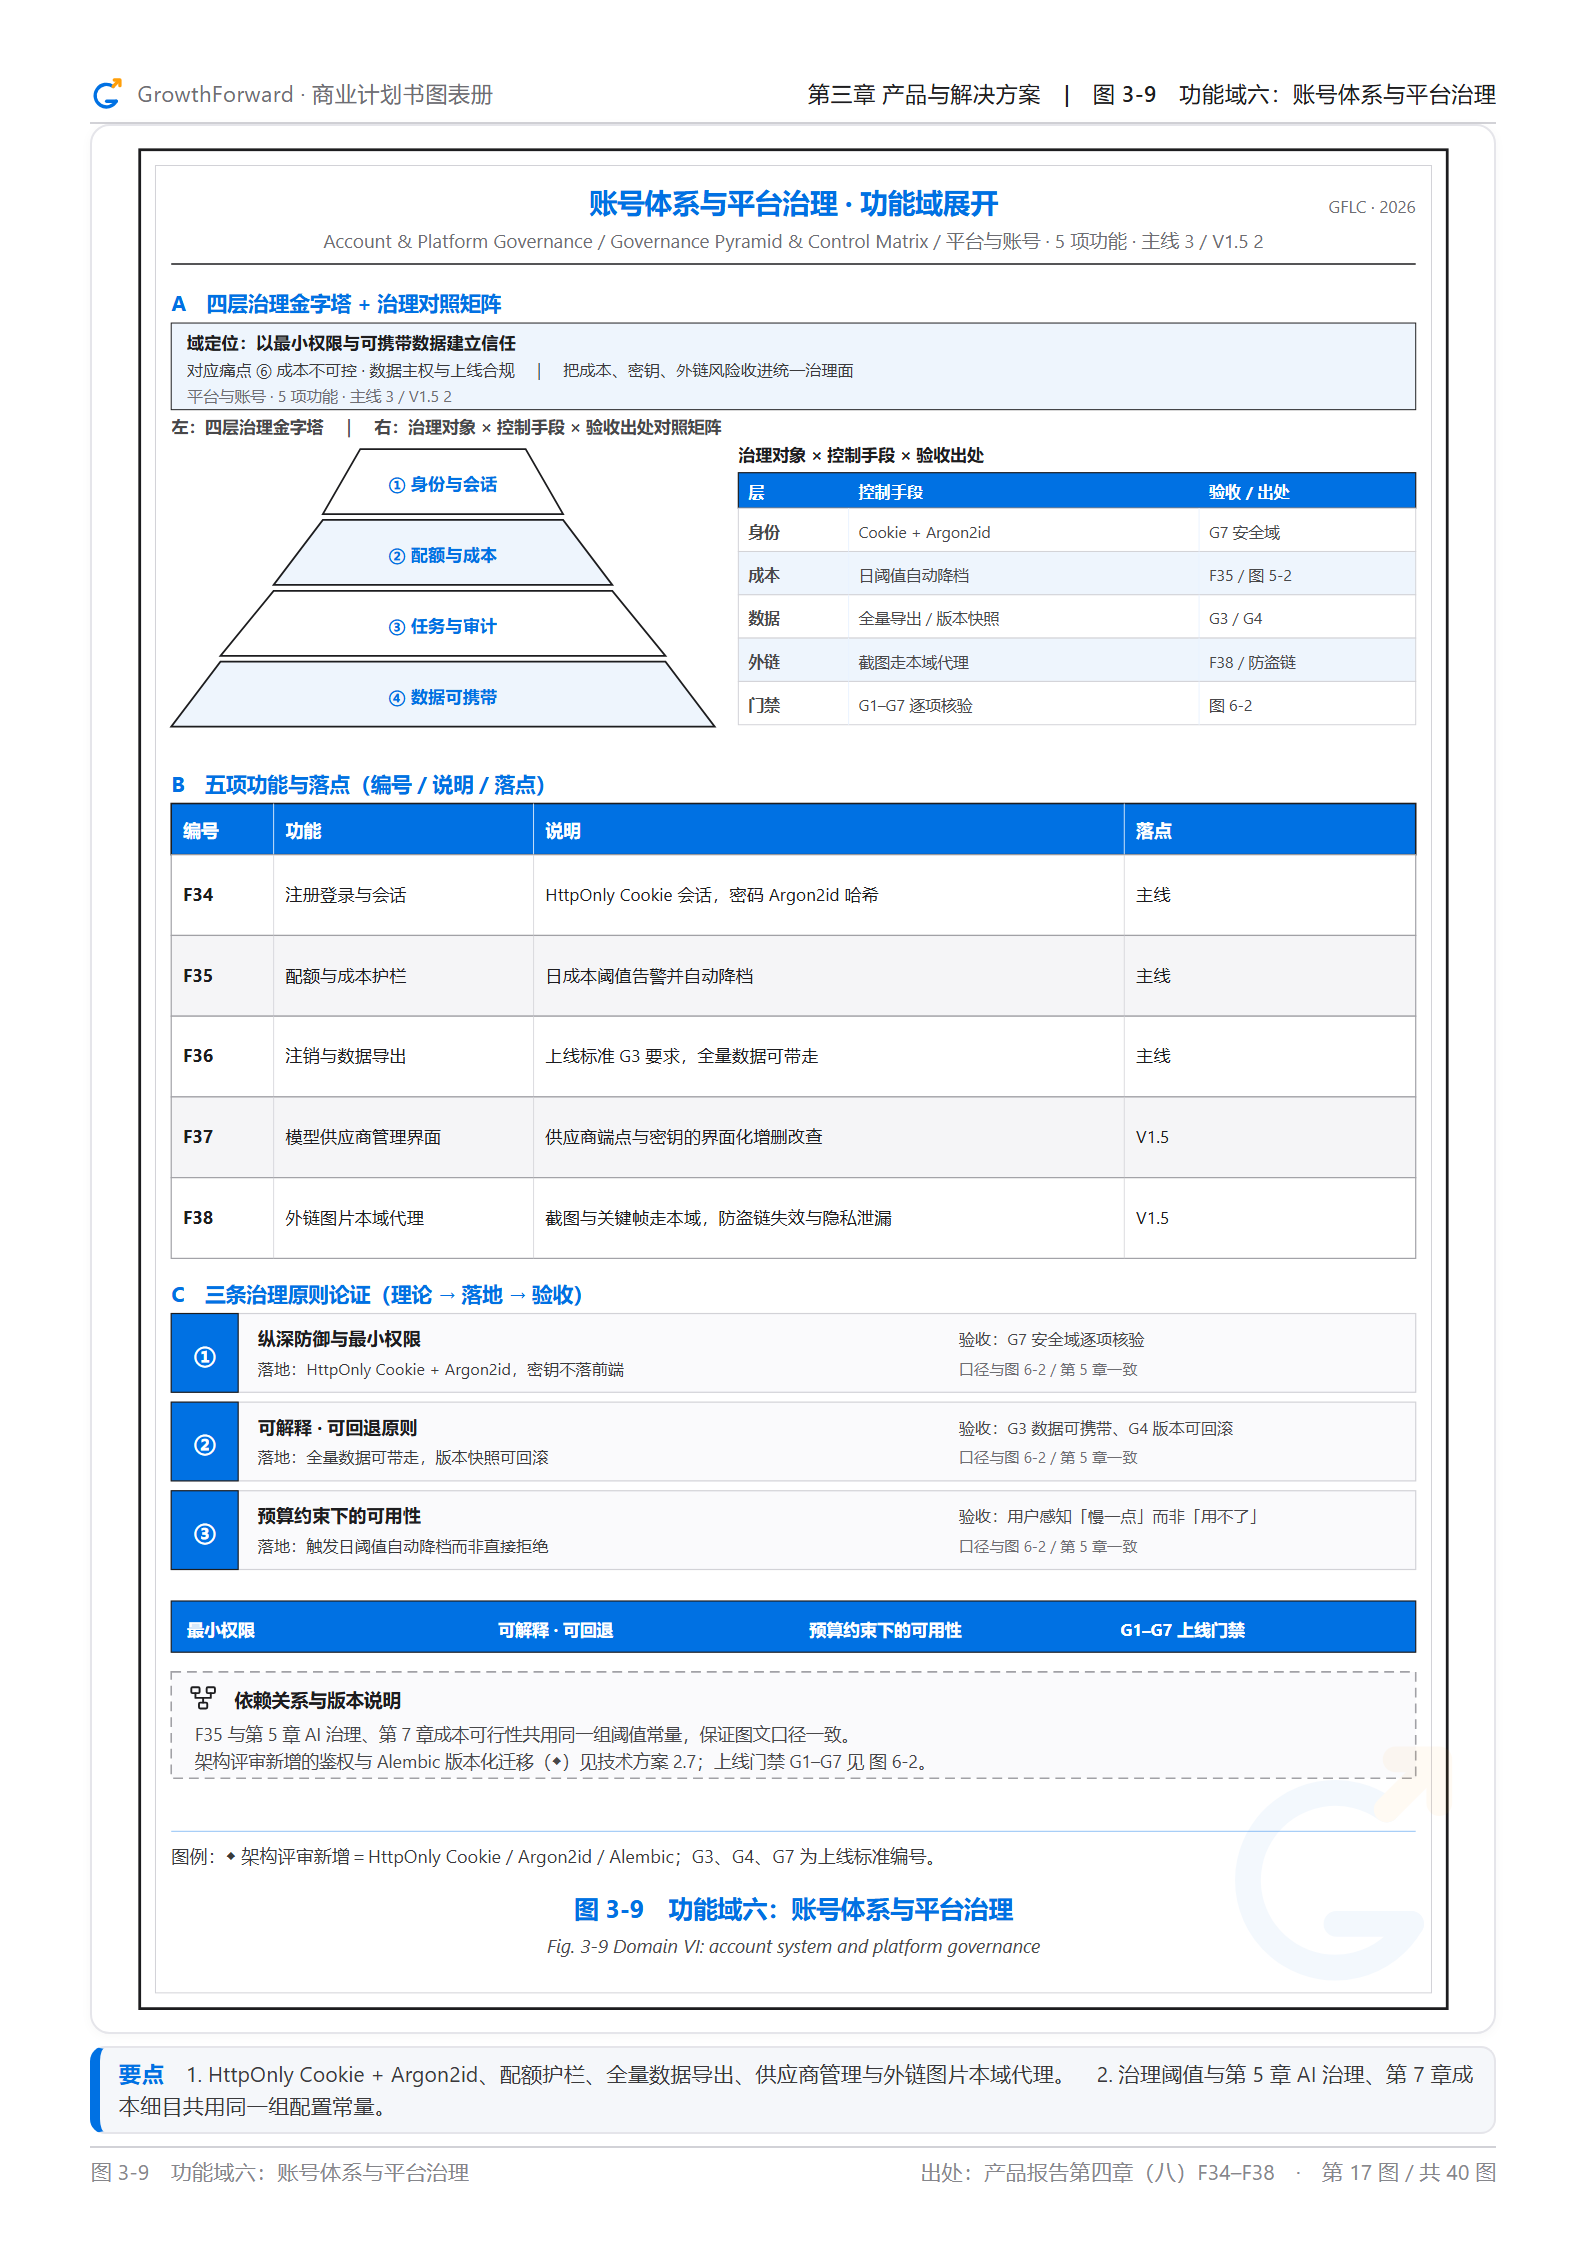 GrowthForward · 商业计划书图表册
第三章 产品与解决方案 | 图 3-9 功能域六：账号体系与平台治理
账号体系与平台治理 · 功能域展开
GFLC · 2026
Account & Platform Governance / Governance Pyramid & Control Matrix / 平台与账号 · 5 项功能 · 主线 3 / V1.5 2
A 四层治理金字塔 + 治理对照矩阵
域定位：以最小权限与可携带数据建立信任
对应痛点 ⑥ 成本不可控 · 数据主权与上线合规 | 把成本、密钥、外链风险收进统一治理面
平台与账号 · 5 项功能 · 主线 3 / V1.5 2
左：四层治理金字塔 | 右：治理对象 × 控制手段 × 验收出处对照矩阵
① 身份与会话
② 配额与成本
③ 任务与审计
④ 数据可携带
治理对象 × 控制手段 × 验收出处
层 控制手段 验收 / 出处
身份 Cookie + Argon2id G7 安全域
成本 日阈值自动降档 F35 / 图 5-2
数据 全量导出 / 版本快照 G3 / G4
外链 截图走本域代理 F38 / 防盗链
门禁 G1–G7 逐项核验 图 6-2
B 五项功能与落点（编号 / 说明 / 落点）
编号 功能 说明 落点
F34 注册登录与会话 HttpOnly Cookie 会话，密码 Argon2id 哈希 主线
F35 配额与成本护栏 日成本阈值告警并自动降档 主线
F36 注销与数据导出 上线标准 G3 要求，全量数据可带走 主线
F37 模型供应商管理界面 供应商端点与密钥的界面化增删改查 V1.5
F38 外链图片本域代理 截图与关键帧走本域，防盗链失效与隐私泄漏 V1.5
C 三条治理原则论证（理论 → 落地 → 验收）
①
纵深防御与最小权限
落地：HttpOnly Cookie + Argon2id，密钥不落前端
验收：G7 安全域逐项核验
口径与图 6-2 / 第 5 章一致
②
可解释 · 可回退原则
落地：全量数据可带走，版本快照可回滚
验收：G3 数据可携带、G4 版本可回滚
口径与图 6-2 / 第 5 章一致
③
预算约束下的可用性
落地：触发日阈值自动降档而非直接拒绝
验收：用户感知「慢一点」而非「用不了」
口径与图 6-2 / 第 5 章一致
最小权限 可解释 · 可回退 预算约束下的可用性 G1–G7 上线门禁
依赖关系与版本说明
F35 与第 5 章 AI 治理、第 7 章成本可行性共用同一组阈值常量，保证图文口径一致。
架构评审新增的鉴权与 Alembic 版本化迁移（◆）见技术方案 2.7；上线门禁 G1–G7 见 图 6-2。
图例：◆ 架构评审新增 = HttpOnly Cookie / Argon2id / Alembic；G3、G4、G7 为上线标准编号。
图 3-9 功能域六：账号体系与平台治理
Fig. 3-9 Domain VI: account system and platform governance
要点 1. HttpOnly Cookie + Argon2id、配额护栏、全量数据导出、供应商管理与外链图片本域代理。 2. 治理阈值与第 5 章 AI 治理、第 7 章成
本细目共用同一组配置常量。
图 3-9 功能域六：账号体系与平台治理
出处：产品报告第四章（八）F34–F38 · 第 17 图 / 共 40 图